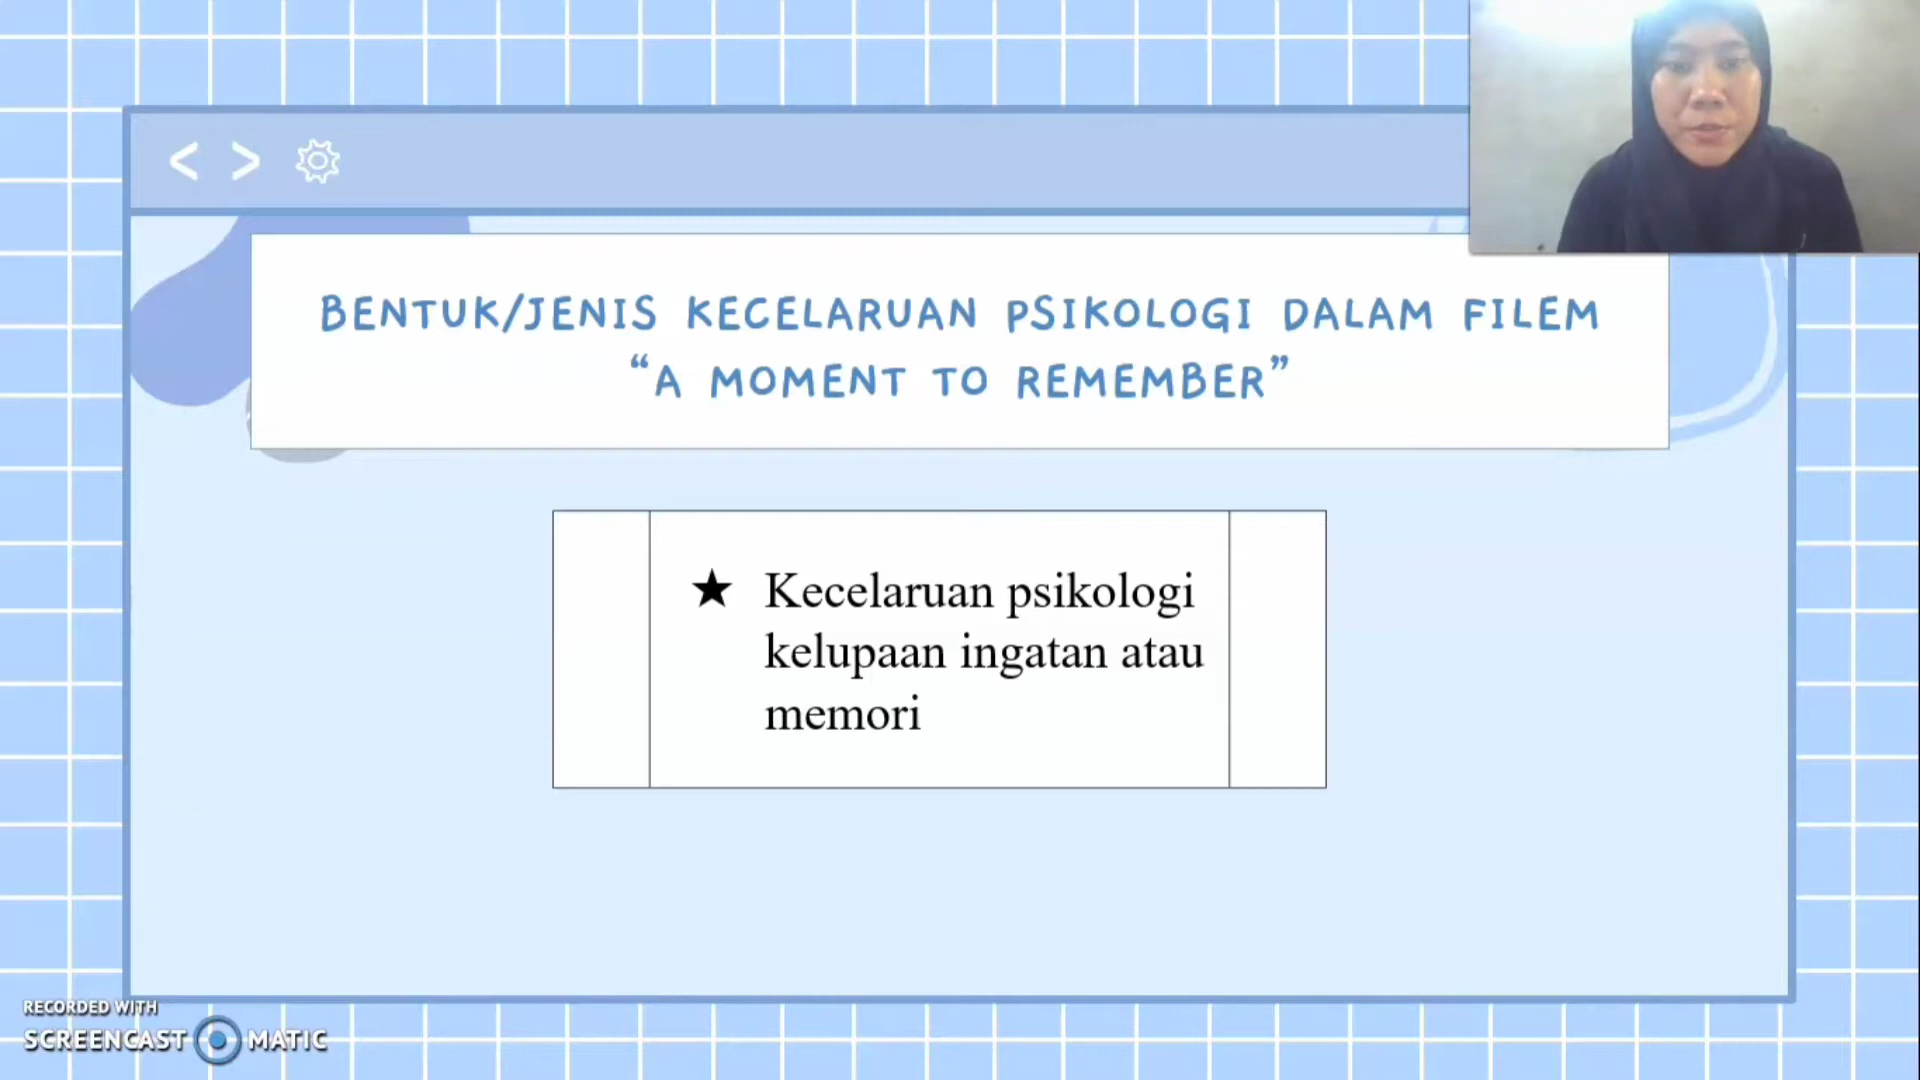 BENTUK/JENIS KECELARUAN PSIKOLOGI DALAM FILEM
“A MOMENT TO REMEMBER”
★ Kecelaruan psikologi
kelupaan ingatan atau
memori
RECORDED WITH
SCREENCAST MATIC